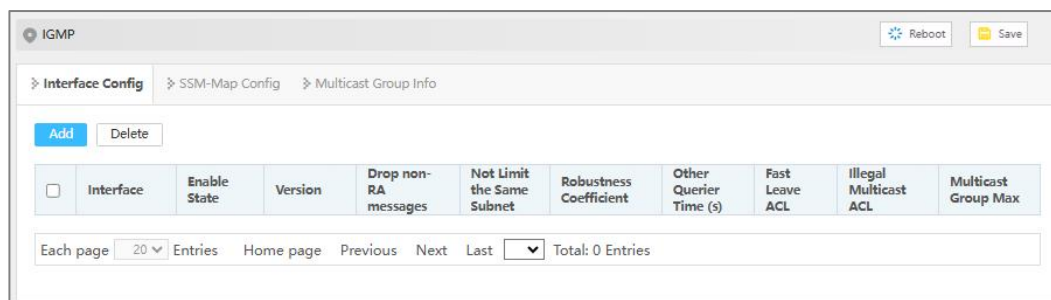 IGMP Reboot Save
Interface Config SSM-Map Config Multicast Group Info
Add Delete
Interface Enable State Version Drop non-RA messages Not Limit the Same Subnet Robustness Coefficient Other Querier Time (s) Fast Leave ACL Illegal Multicast ACL Multicast Group Max
Each page 20 Entries Home page Previous Next Last Total: 0 Entries